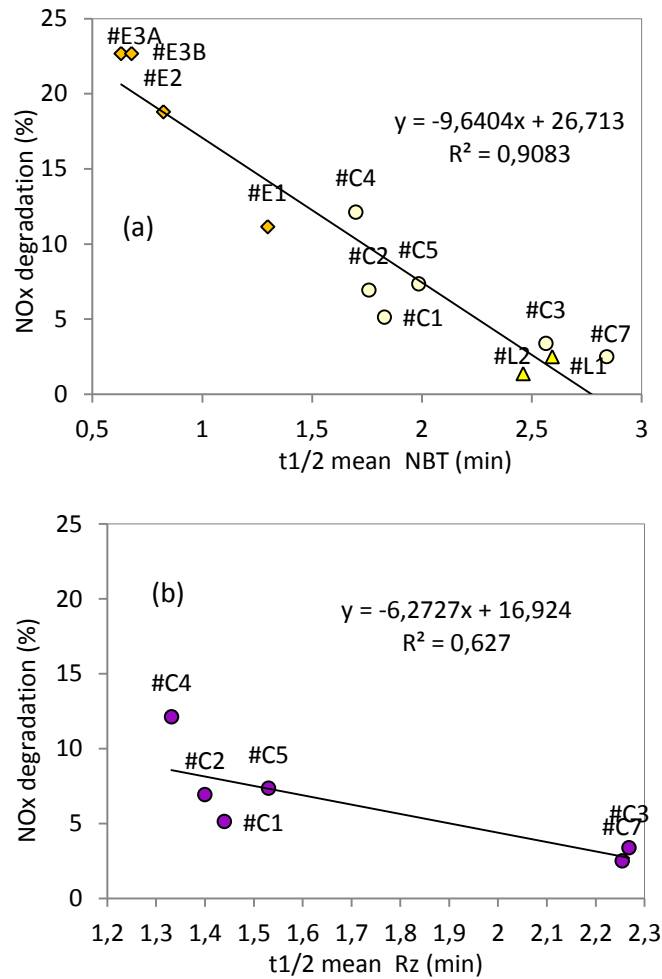 25
20
15
10
5
0
NOx degradation (%)
#E3A
#E3B
#E2
#E1
(a)
y = -9,6404x + 26,713
R² = 0,9083
#C4
#C5
#C2
#C1
#C3
#C7
#L2
#L1
0,5 1 1,5 2 2,5 3
t1/2 mean NBT (min)
25
20
15
10
5
0
NOx degradation (%)
(b)
y = -6,2727x + 16,924
R² = 0,627
#C4
#C2
#C5
#C1
#C3
#C7
1,2 1,3 1,4 1,5 1,6 1,7 1,8 1,9 2 2,1 2,2 2,3
t1/2 mean Rz (min)